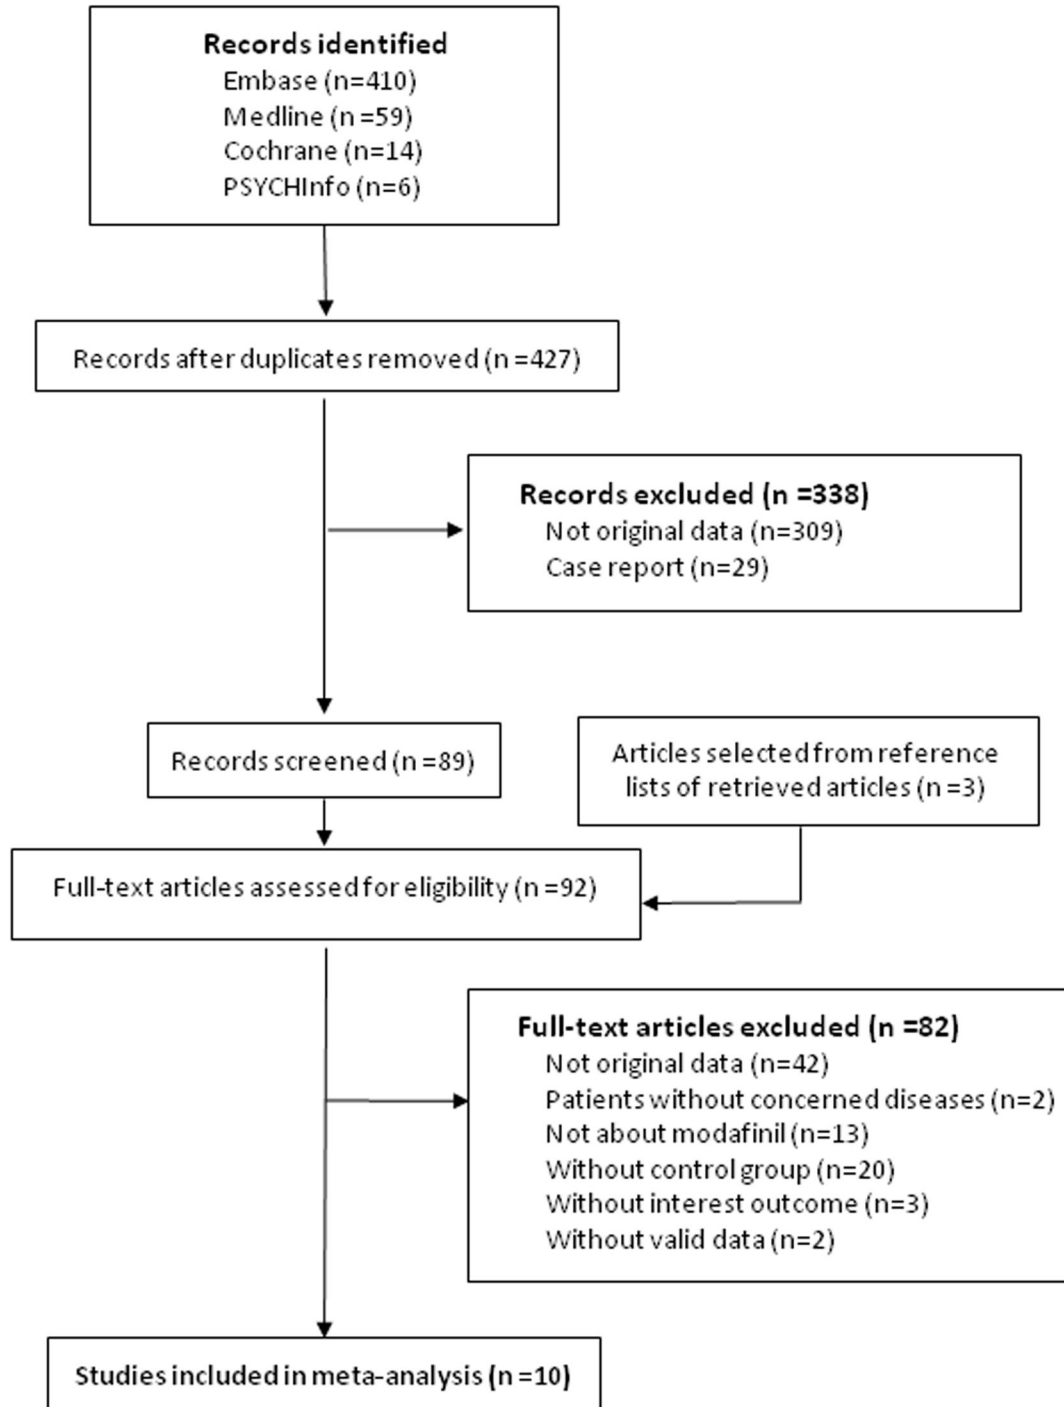 Records identified
Embase (n=410)
Medline (n =59)
Cochrane (n=14)
PSYCHInfo (n=6)
Records after duplicates removed (n =427)
Records excluded (n =338)
Not original data (n=309)
Case report (n=29)
Records screened (n =89)
Articles selected from reference
lists of retrieved articles (n =3)
Full-text articles assessed for eligibility (n =92)
Full-text articles excluded (n =82)
Not original data (n=42)
Patients without concerned diseases (n=2)
Not about modafinil (n=13)
Without control group (n=20)
Without interest outcome (n=3)
Without valid data (n=2)
Studies included in meta-analysis (n =10)